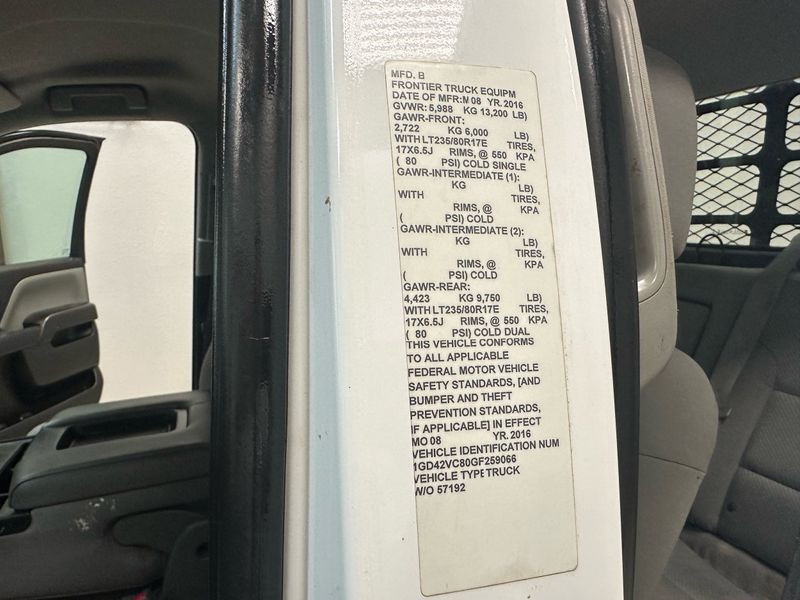 MFD. B
FRONTIER TRUCK EQUIPM
DATE OF MFR:M 08 YR. 2016
GVWR: 5,988 KG 13,200 LB)
GAWR-FRONT:
2,722 KG 6,000 LB)
WITH LT235/80R17E TIRES,
17X6.5J RIMS, @ 550 KPA
( 80 PSI) COLD SINGLE
GAWR-INTERMEDIATE (1):
KG LB)
WITH TIRES,
RIMS, @ KPA
( PSI) COLD
GAWR-INTERMEDIATE (2):
KG LB)
WITH TIRES,
RIMS, @ KPA
( PSI) COLD
GAWR-REAR:
4,423 KG 9,750 LB)
WITH LT235/80R17E TIRES,
17X6.5J RIMS, @ 550 KPA
( 80 PSI) COLD DUAL
THIS VEHICLE CONFORMS
TO ALL APPLICABLE
FEDERAL MOTOR VEHICLE
SAFETY STANDARDS, [AND
BUMPER AND THEFT
PREVENTION STANDARDS,
IF APPLICABLE] IN EFFECT
MO 08 YR. 2016
VEHICLE IDENTIFICATION NUM
1GD42VC80GF259066
VEHICLE TYPE TRUCK
W/O 57192